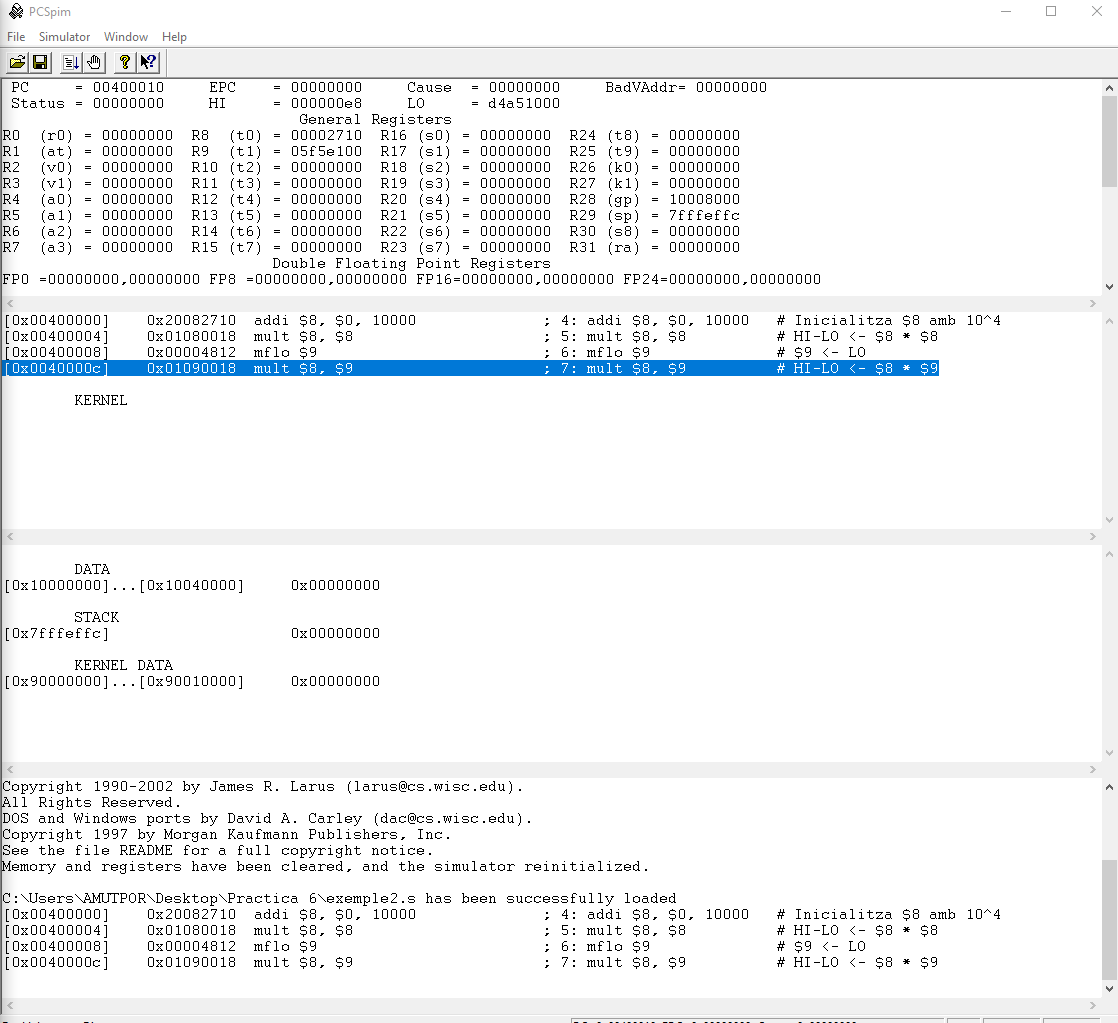 PCSpim
File Simulator Window Help
PC = 00400010 EPC = 00000000 Cause = 00000000 BadVAddr= 00000000
Status = 00000000 HI = 000000e8 LO = d4a51000
General Registers
R0 (r0) = 00000000 R8 (t0) = 00002710 R16 (s0) = 00000000 R24 (t8) = 00000000
R1 (at) = 00000000 R9 (t1) = 05f5e100 R17 (s1) = 00000000 R25 (t9) = 00000000
R2 (v0) = 00000000 R10 (t2) = 00000000 R18 (s2) = 00000000 R26 (k0) = 00000000
R3 (v1) = 00000000 R11 (t3) = 00000000 R19 (s3) = 00000000 R27 (k1) = 00000000
R4 (a0) = 00000000 R12 (t4) = 00000000 R20 (s4) = 00000000 R28 (gp) = 10008000
R5 (a1) = 00000000 R13 (t5) = 00000000 R21 (s5) = 00000000 R29 (sp) = 7fffeffc
R6 (a2) = 00000000 R14 (t6) = 00000000 R22 (s6) = 00000000 R30 (s8) = 00000000
R7 (a3) = 00000000 R15 (t7) = 00000000 R23 (s7) = 00000000 R31 (ra) = 00000000
Double Floating Point Registers
FP0 =00000000,00000000 FP8 =00000000,00000000 FP16=00000000,00000000 FP24=00000000,00000000
[0x00400000] 0x20082710 addi $8, $0, 10000 ; 4: addi $8, $0, 10000 # Inicialitza $8 amb 10^4
[0x00400004] 0x01080018 mult $8, $8 ; 5: mult $8, $8 # HI-LO <- $8 * $8
[0x00400008] 0x00004812 mflo $9 ; 6: mflo $9 # $9 <- LO
[0x0040000c] 0x01090018 mult $8, $9 ; 7: mult $8, $9 # HI-LO <- $8 * $9
KERNEL
DATA
[0x10000000]...[0x10040000] 0x00000000
STACK
[0x7fffeffc] 0x00000000
KERNEL DATA
[0x90000000]...[0x90010000] 0x00000000
Copyright 1990-2002 by James R. Larus (larus@cs.wisc.edu).
All Rights Reserved.
DOS and Windows ports by David A. Carley (dac@cs.wisc.edu).
Copyright 1997 by Morgan Kaufmann Publishers, Inc.
See the file README for a full copyright notice.
Memory and registers have been cleared, and the simulator reinitialized.
C:\Users\AMUTPOR\Desktop\Practica 6\exemple2.s has been successfully loaded
[0x00400000] 0x20082710 addi $8, $0, 10000 ; 4: addi $8, $0, 10000 # Inicialitza $8 amb 10^4
[0x00400004] 0x01080018 mult $8, $8 ; 5: mult $8, $8 # HI-LO <- $8 * $8
[0x00400008] 0x00004812 mflo $9 ; 6: mflo $9 # $9 <- LO
[0x0040000c] 0x01090018 mult $8, $9 ; 7: mult $8, $9 # HI-LO <- $8 * $9